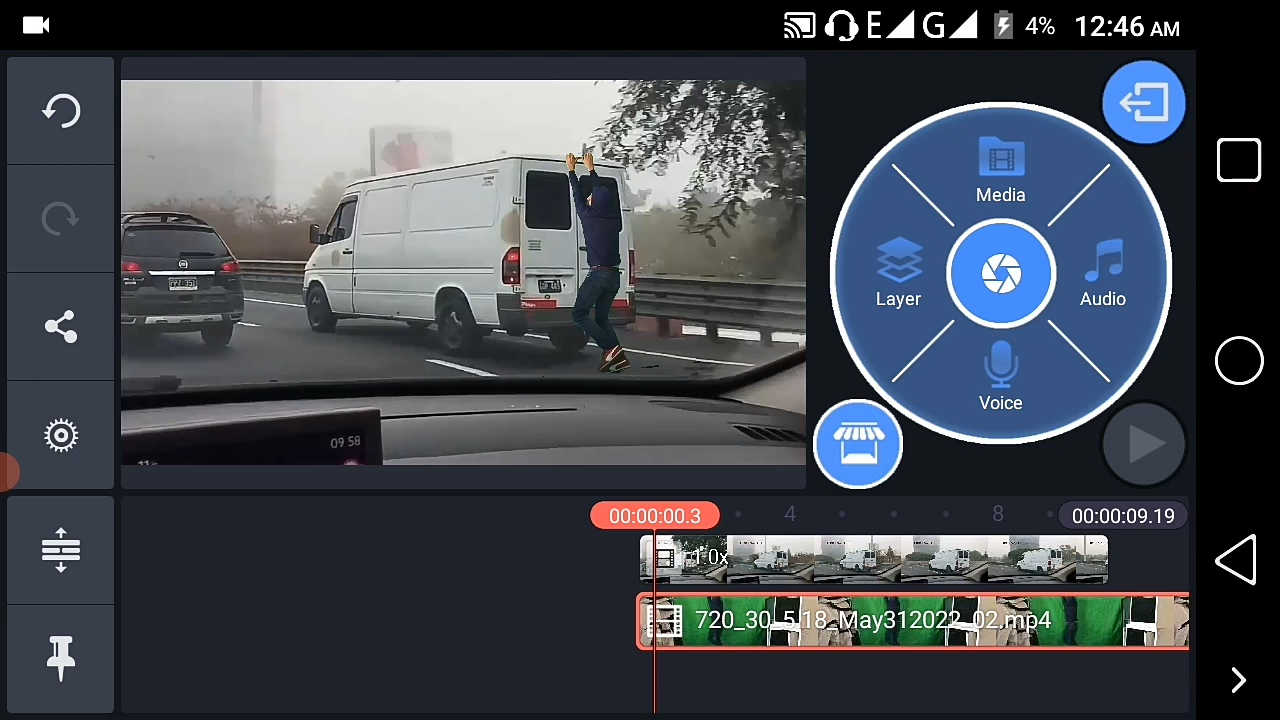 E G 4% 12:46 AM
Media
Layer
Audio
Voice
09 58
00:00:00.3
4
8
00:00:09.19
1.0x
720_30_5.18_May312022_02.mp4